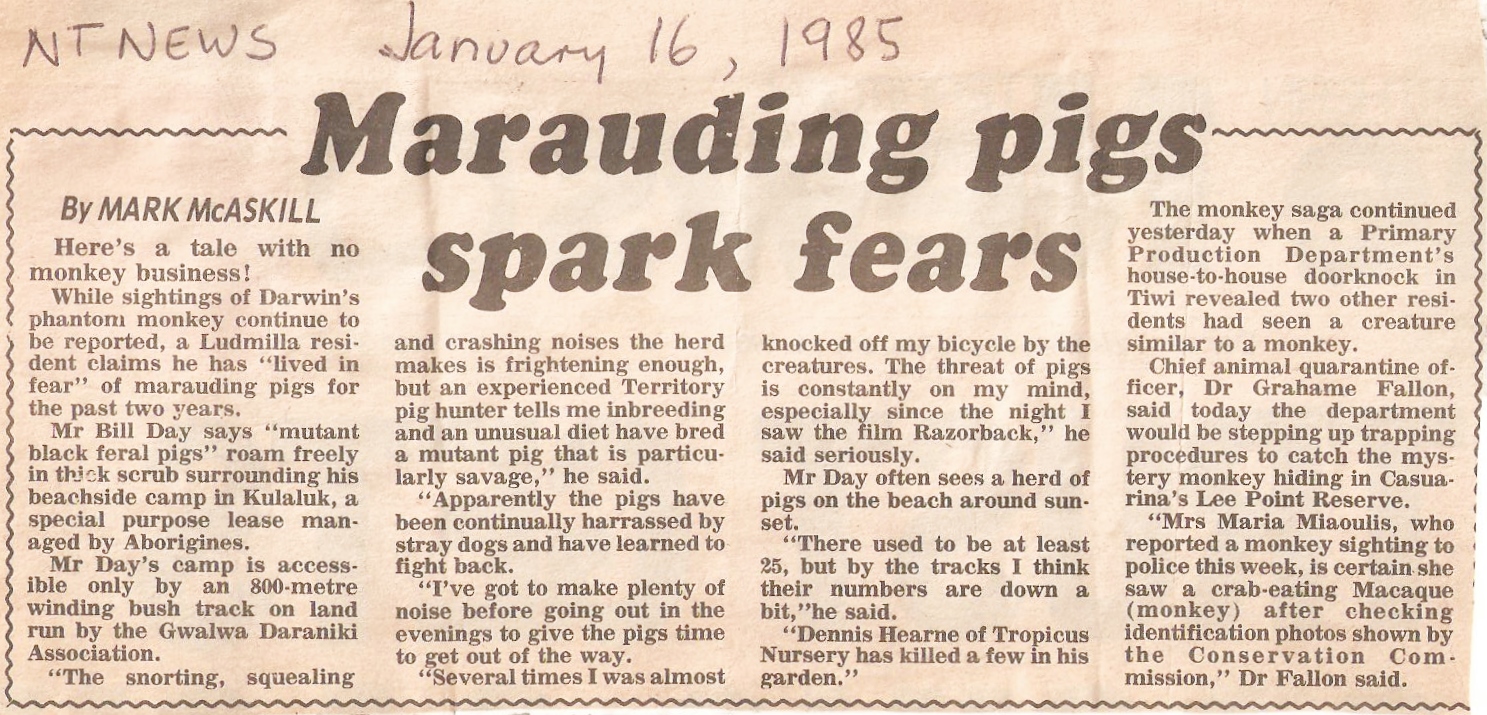 NT NEWS January 16, 1985
Marauding pigs
spark fears
By MARK McASKILL
Here's a tale with no
monkey business!
While sightings of Darwin's
phantom monkey continue to
be reported, a Ludmilla resi-
dent claims he has "lived in
fear" of marauding pigs for
the past two years.
Mr Bill Day says "mutant
black feral pigs" roam freely
in thick scrub surrounding his
beachside camp in Kulaluk, a
special purpose lease man-
aged by Aborigines.
Mr Day's camp is access-
ible only by an 800-metre
winding bush track on land
run by the Gwalwa Daraniki
Association.
"The snorting, squealing
and crashing noises the herd
makes is frightening enough,
but an experienced Territory
pig hunter tells me inbreeding
and an unusual diet have bred
a mutant pig that is particu-
larly savage," he said.
"Apparently the pigs have
been continually harrassed by
stray dogs and have learned to
fight back.
"I've got to make plenty of
noise before going out in the
evenings to give the pigs time
to get out of the way.
"Several times I was almost
knocked off my bicycle by the
creatures. The threat of pigs
is constantly on my mind,
especially since the night I
saw the film Razorback," he
said seriously.
Mr Day often sees a herd of
pigs on the beach around sun-
set.
"There used to be at least
25, but by the tracks I think
their numbers are down a
bit,"he said.
"Dennis Hearne of Tropicus
Nursery has killed a few in his
garden."
The monkey saga continued
yesterday when a Primary
Production Department's
house-to-house doorknock in
Tiwi revealed two other resi-
dents had seen a creature
similar to a monkey.
Chief animal quarantine of-
ficer, Dr Grahame Fallon,
said today the department
would be stepping up trapping
procedures to catch the mys-
tery monkey hiding in Casua-
rina's Lee Point Reserve.
"Mrs Maria Miaoulis, who
reported a monkey sighting to
police this week, is certain she
saw a crab-eating Macaque
(monkey) after checking
identification photos shown by
the Conservation Com-
mission," Dr Fallon said.